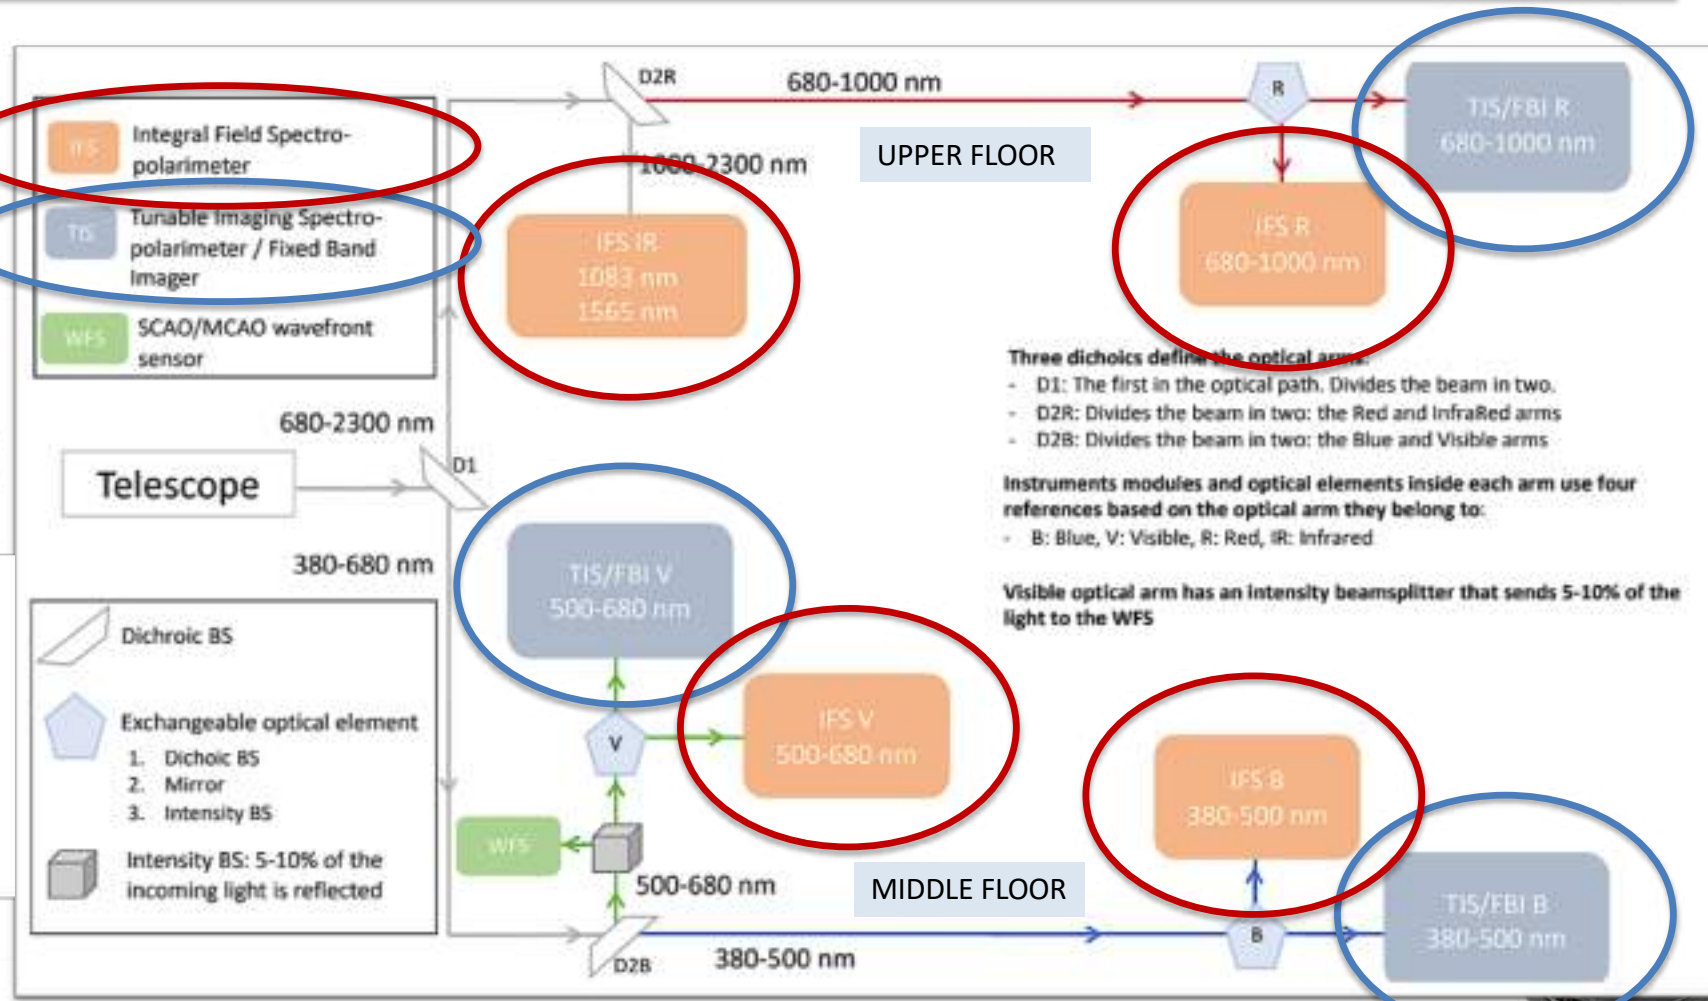 D2R
680-1000 nm
R
TIS/FBI R
680-1000 nm
IFS
Integral Field Spectro-
polarimeter
UPPER FLOOR
1000-2300 nm
TIS
Tunable Imaging Spectro-
polarimeter / Fixed Band
Imager
IFS IR
1083 nm
1565 nm
IFS R
680-1000 nm
WFS
SCAO/MCAO wavefront
sensor
Three dichoics define the optical arms:
- D1: The first in the optical path. Divides the beam in two.
- D2R: Divides the beam in two: the Red and InfraRed arms
- D2B: Divides the beam in two: the Blue and Visible arms
680-2300 nm
D1
Telescope
Instruments modules and optical elements inside each arm use four
references based on the optical arm they belong to:
- B: Blue, V: Visible, R: Red, IR: Infrared
380-680 nm
TIS/FBI V
500-680 nm
Visible optical arm has an intensity beamsplitter that sends 5-10% of the
light to the WFS
Dichroic BS
Exchangeable optical element
1. Dichoic BS
2. Mirror
3. Intensity BS
V
IFS V
500-680 nm
IFS B
380-500 nm
WFS
Intensity BS: 5-10% of the
incoming light is reflected
500-680 nm
MIDDLE FLOOR
TIS/FBI B
380-500 nm
B
D2B
380-500 nm